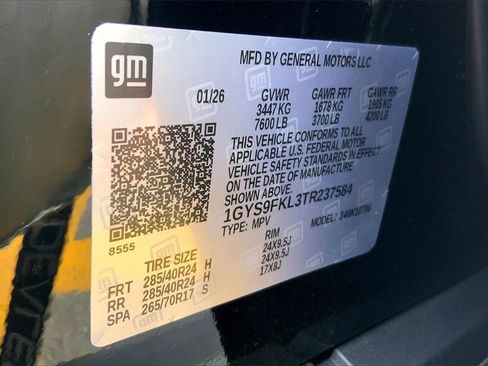 gm
MFD BY GENERAL MOTORS LLC
01/26 GVWR GAWR FRT GAWR RR
3447 KG 1678 KG 1905 KG
7600 LB 3700 LB 4200 LB
THIS VEHICLE CONFORMS TO ALL
APPLICABLE U.S. FEDERAL MOTOR
VEHICLE SAFETY STANDARDS IN EFFECT
ON THE DATE OF MANUFACTURE
SHOWN ABOVE.
1GYS9FKL3TR237584
TYPE: MPV MODEL: 348K10706
8555
TIRE SIZE RIM
FRT 285/40R24 H 24X9.5J
RR 285/40R24 H 24X9.5J
SPA 265/70R17 S 17X8J